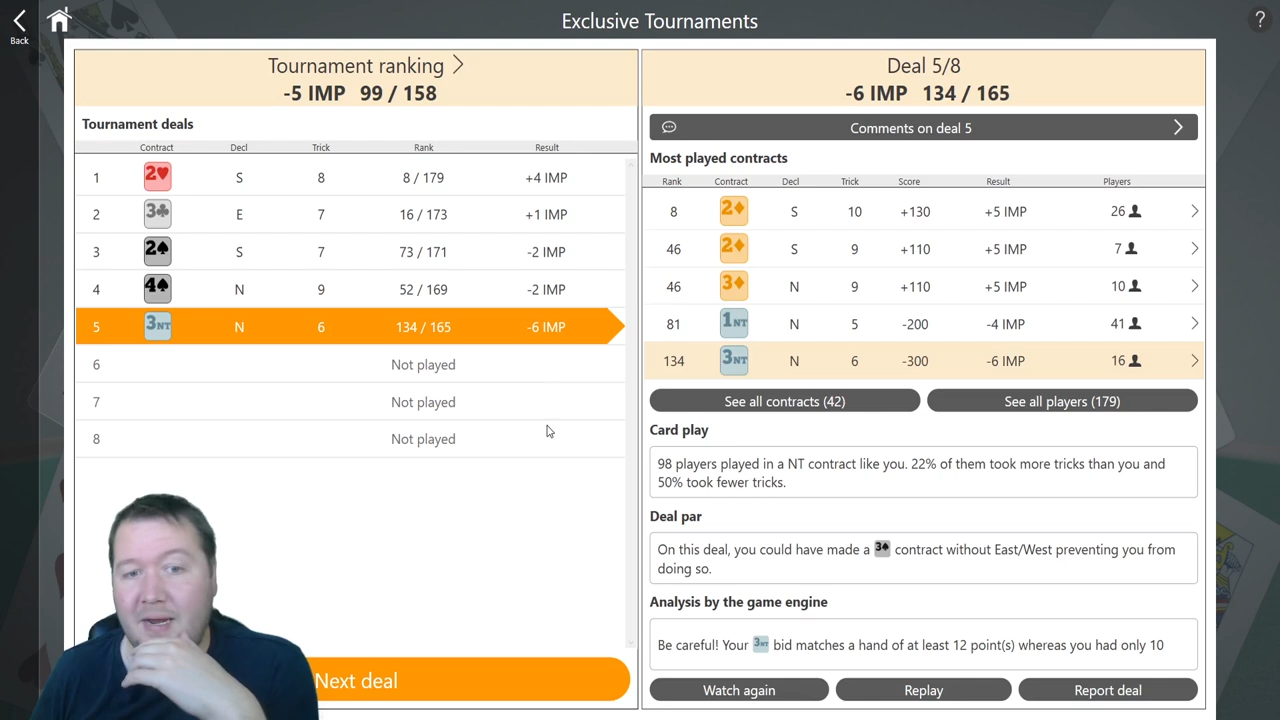 Exclusive Tournaments
?
Back
Tournament ranking >
-5 IMP 99 / 158
Tournament deals
Contract Decl Trick Rank Result
1 2♥ S 8 8 / 179 +4 IMP
2 3♣ E 7 16 / 173 +1 IMP
3 2♠ S 7 73 / 171 -2 IMP
4 4♠ N 9 52 / 169 -2 IMP
5 3NT N 6 134 / 165 -6 IMP
6 Not played
7 Not played
8 Not played
Next deal
Deal 5/8
-6 IMP 134 / 165
Comments on deal 5
Most played contracts
Rank Contract Decl Trick Score Result Players
8 2♦ S 10 +130 +5 IMP 26
46 2♦ S 9 +110 +5 IMP 7
46 3♦ N 9 +110 +5 IMP 10
81 1NT N 5 -200 -4 IMP 41
134 3NT N 6 -300 -6 IMP 16
See all contracts (42) See all players (179)
Card play
98 players played in a NT contract like you. 22% of them took more tricks than you and
50% took fewer tricks.
Deal par
On this deal, you could have made a 3♠ contract without East/West preventing you from
doing so.
Analysis by the game engine
Be careful! Your 3NT bid matches a hand of at least 12 point(s) whereas you had only 10
Watch again Replay Report deal